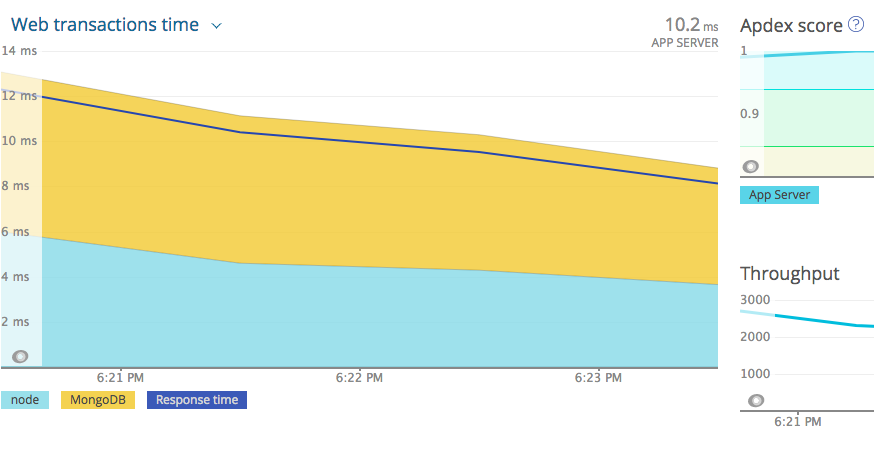 Web transactions time
10.2 ms
APP SERVER
14 ms
12 ms
10 ms
8 ms
6 ms
4 ms
2 ms
6:21 PM
6:22 PM
6:23 PM
node
MongoDB
Response time
Apdex score ?
1
0.9
App Server
Throughput
3000
2000
1000
6:21 PM